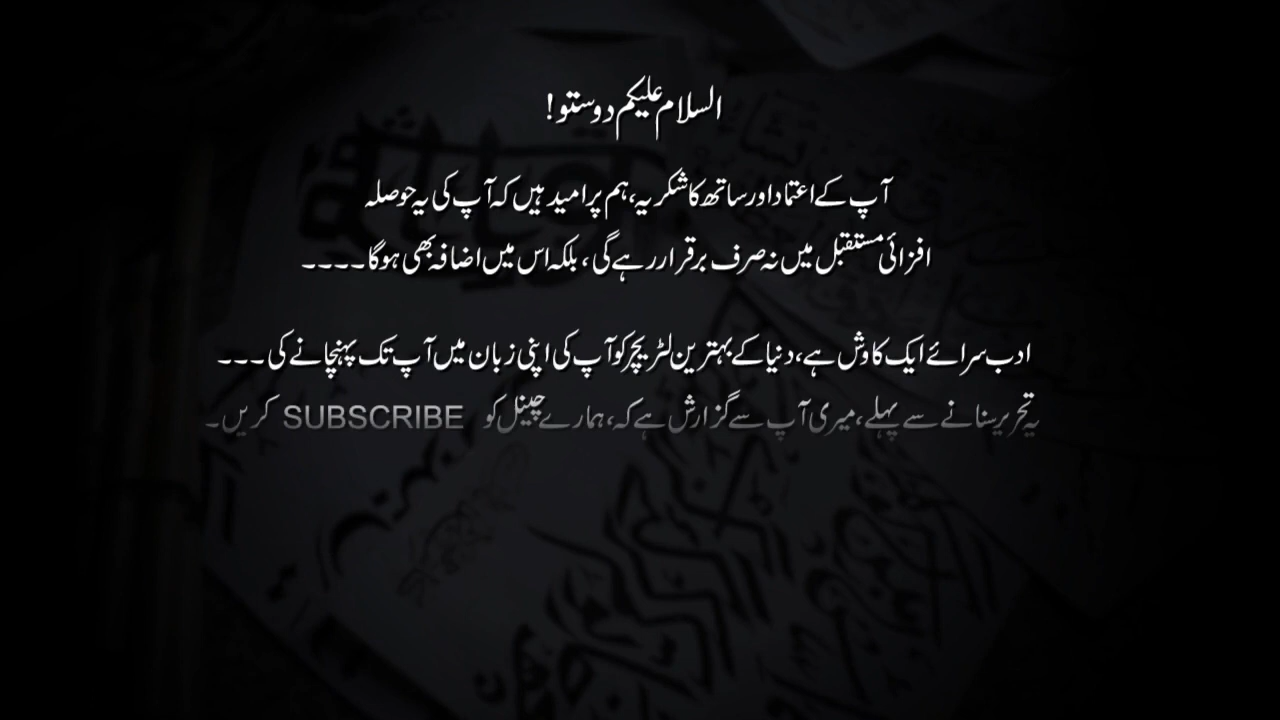 السلام علیکم دوستو!
آپ کے اعتماد اور ساتھ کا شکریہ، ہم پر امید ہیں کہ آپ کی یہ حوصلہ
افزائی مستقبل میں نہ صرف برقرار رہے گی، بلکہ اس میں اضافہ بھی ہوگا۔۔۔۔
ادب سرائے ایک کاوش ہے، دنیا کے بہترین لٹریچر کو آپ کی اپنی زبان میں آپ تک پہنچانے کی ۔۔۔
یہ تحریر سنانے سے پہلے، میری آپ سے گزارش ہے کہ، ہمارے چینل کو SUBSCRIBE کریں۔